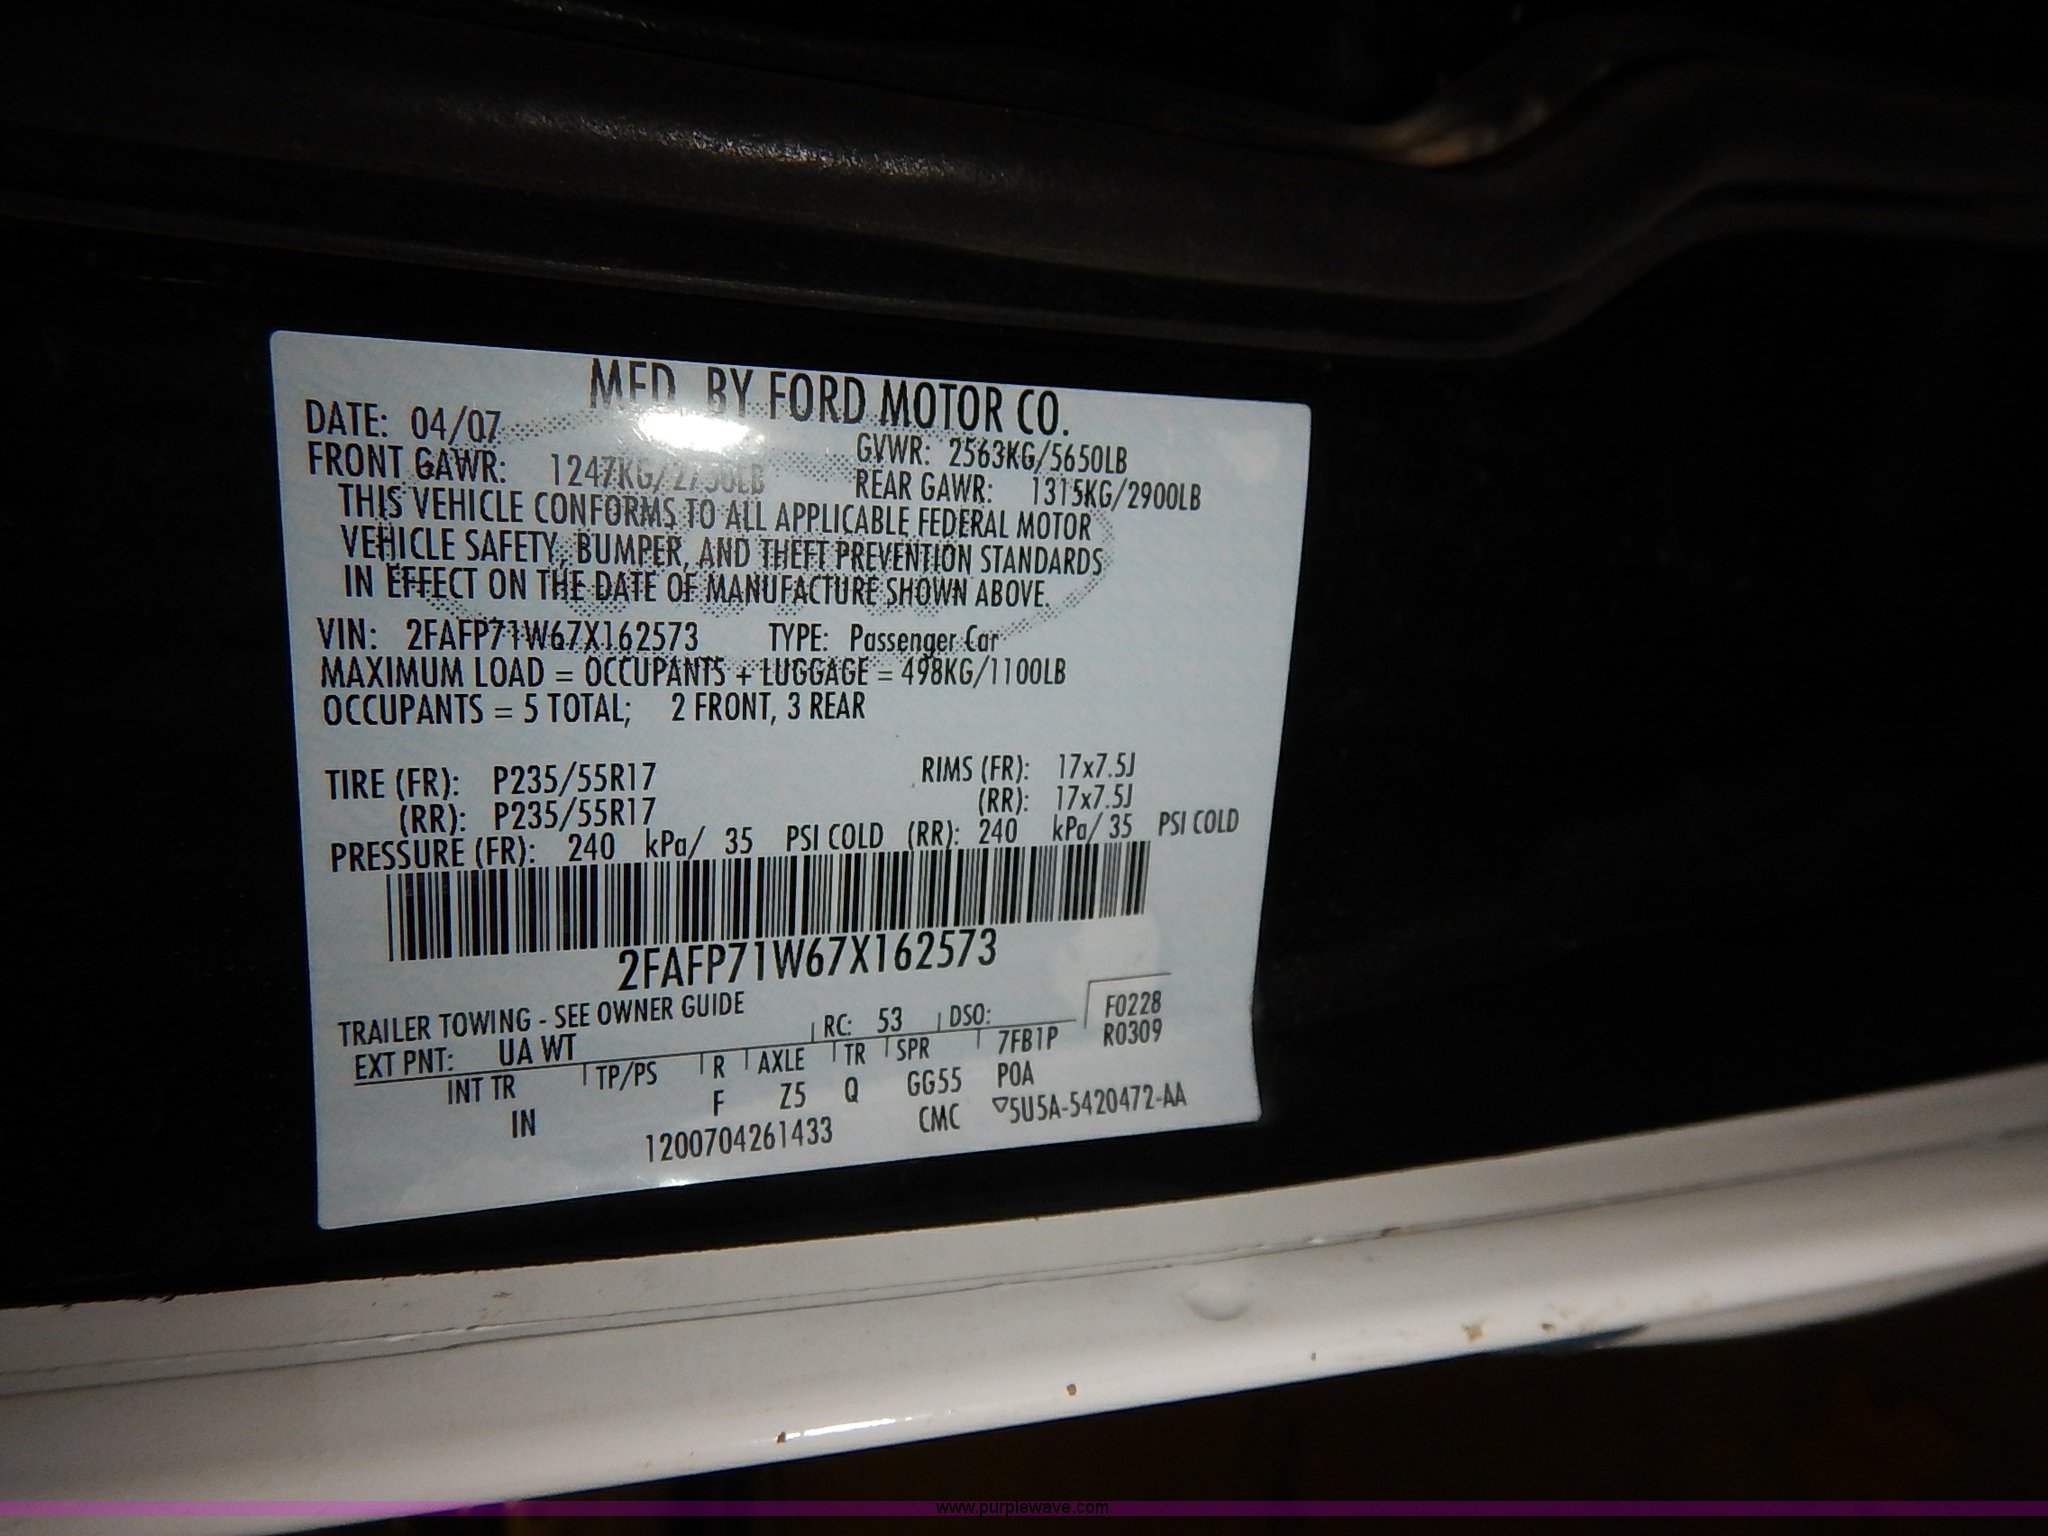 MFD. BY FORD MOTOR CO.
DATE: 04/07 GVWR: 2563KG/5650LB
FRONT GAWR: 1247KG/2750LB REAR GAWR: 1315KG/2900LB
THIS VEHICLE CONFORMS TO ALL APPLICABLE FEDERAL MOTOR
VEHICLE SAFETY, BUMPER, AND THEFT PREVENTION STANDARDS
IN EFFECT ON THE DATE OF MANUFACTURE SHOWN ABOVE.
VIN: 2FAFP71W67X162573 TYPE: Passenger Car
MAXIMUM LOAD = OCCUPANTS + LUGGAGE = 498KG/1100LB
OCCUPANTS = 5 TOTAL; 2 FRONT, 3 REAR
TIRE (FR): P235/55R17 RIMS (FR): 17x7.5J
(RR): P235/55R17 (RR): 17x7.5J
PRESSURE (FR): 240 kPa/ 35 PSI COLD (RR): 240 kPa/ 35 PSI COLD
2FAFP71W67X162573
TRAILER TOWING - SEE OWNER GUIDE F0228
EXT PNT: UA WT RC: 53 DSO: R0309
INT TR TP/PS R AXLE TR SPR 7FB1P
IN F Z5 Q GG55 POA
1200704261433 CMC ▽5U5A-5420472-AA
www.purplewave.com